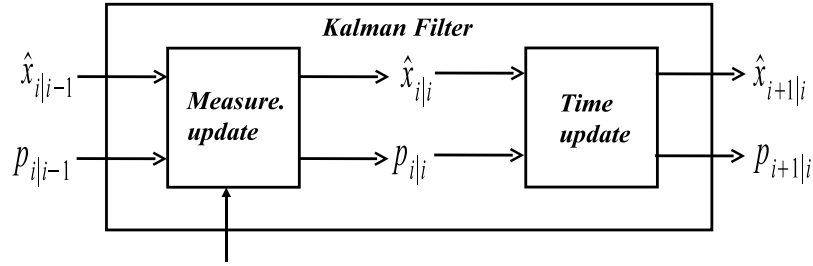 Kalman Filter
x̂ᵢ|ᵢ₋₁
Measure.
update
x̂ᵢ|ᵢ
Time
update
x̂ᵢ₊₁|ᵢ
pᵢ|ᵢ₋₁
pᵢ|ᵢ
pᵢ₊₁|ᵢ